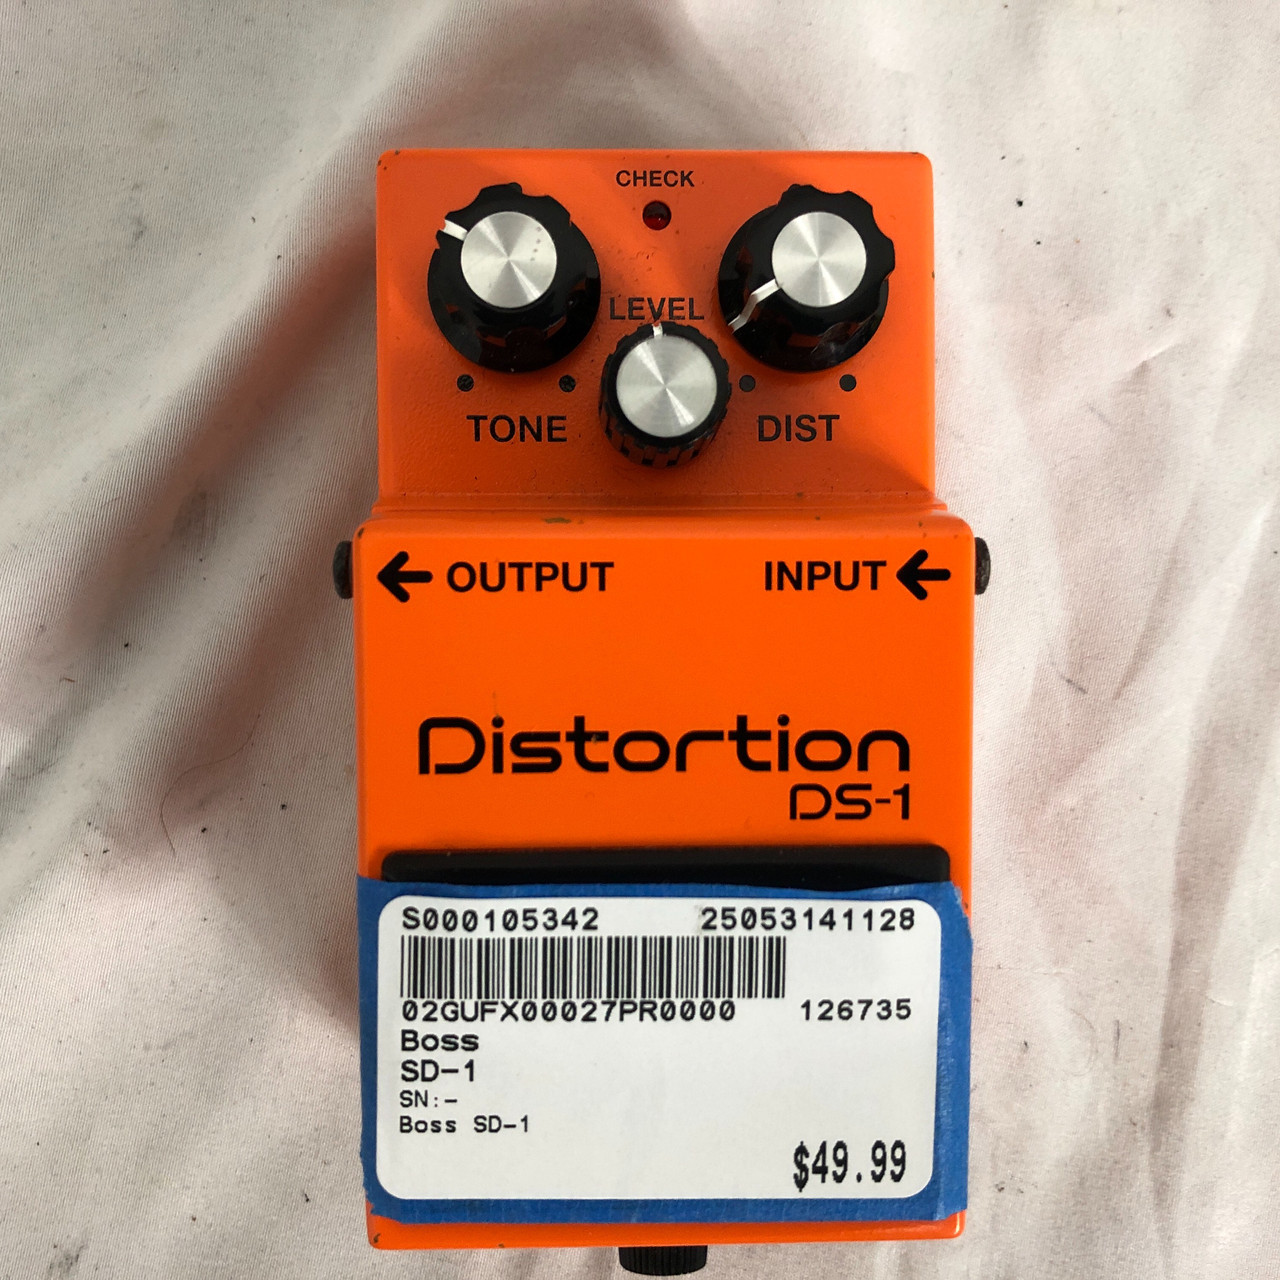 CHECK
LEVEL
TONE
DIST
← OUTPUT
INPUT ←
Distortion
DS-1
S000105342 25053141128
02GUFX00027PR0000 126735
Boss
SD-1
SN:-
Boss SD-1
$49.99